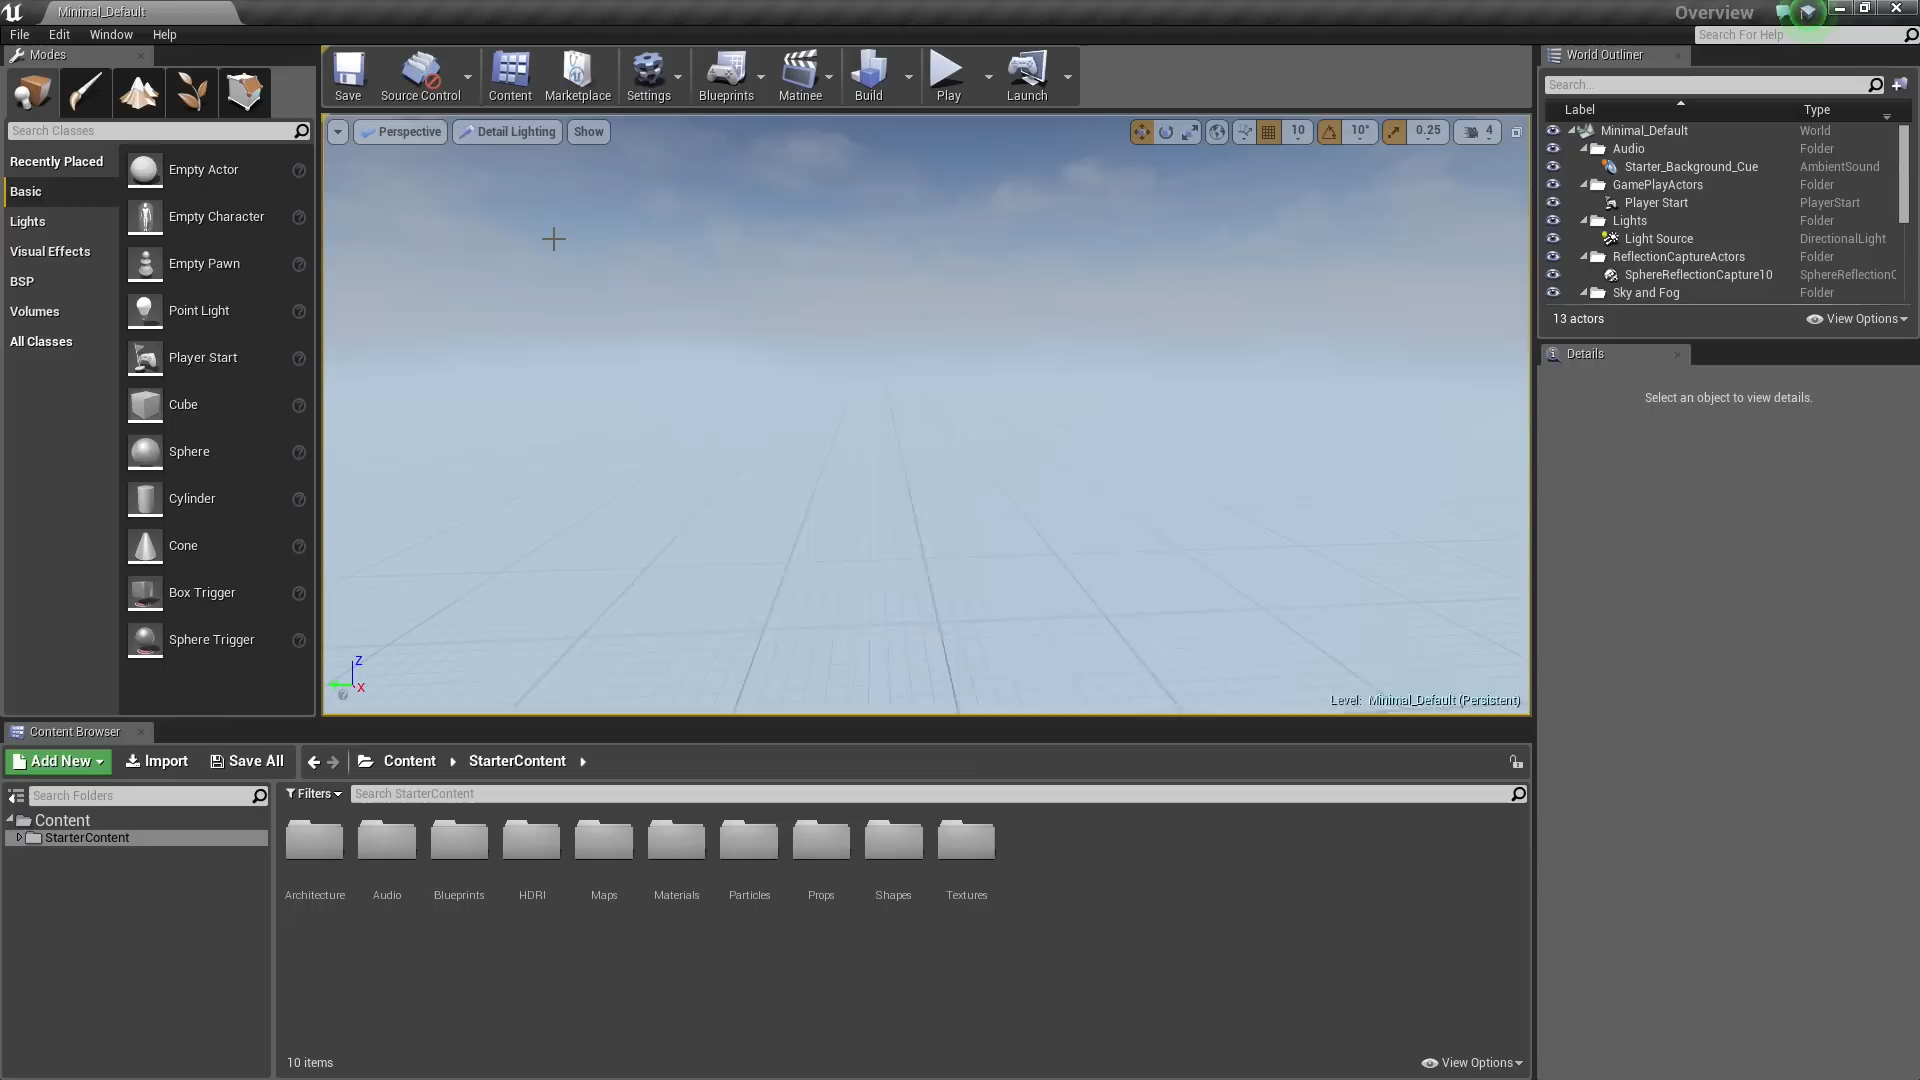 Minimal_Default
Overview
File Edit Window Help
Search For Help
Modes
Search Classes
Recently Placed
Basic
Lights
Visual Effects
BSP
Volumes
All Classes
Empty Actor
Empty Character
Empty Pawn
Point Light
Player Start
Cube
Sphere
Cylinder
Cone
Box Trigger
Sphere Trigger
Save Source Control Content Marketplace Settings Blueprints Matinee Build Play Launch
Perspective Detail Lighting Show
10 10° 0.25 4
Z
X
Level: Minimal_Default (Persistent)
World Outliner
Search...
Label Type
Minimal_Default World
Audio Folder
Starter_Background_Cue AmbientSound
GamePlayActors Folder
Player Start PlayerStart
Lights Folder
Light Source DirectionalLight
ReflectionCaptureActors Folder
SphereReflectionCapture10 SphereReflectionC
Sky and Fog Folder
13 actors View Options
Details
Select an object to view details.
Content Browser
Add New Import Save All Content StarterContent
Search Folders
Filters Search StarterContent
Content
StarterContent
Architecture Audio Blueprints HDRI Maps Materials Particles Props Shapes Textures
10 items View Options